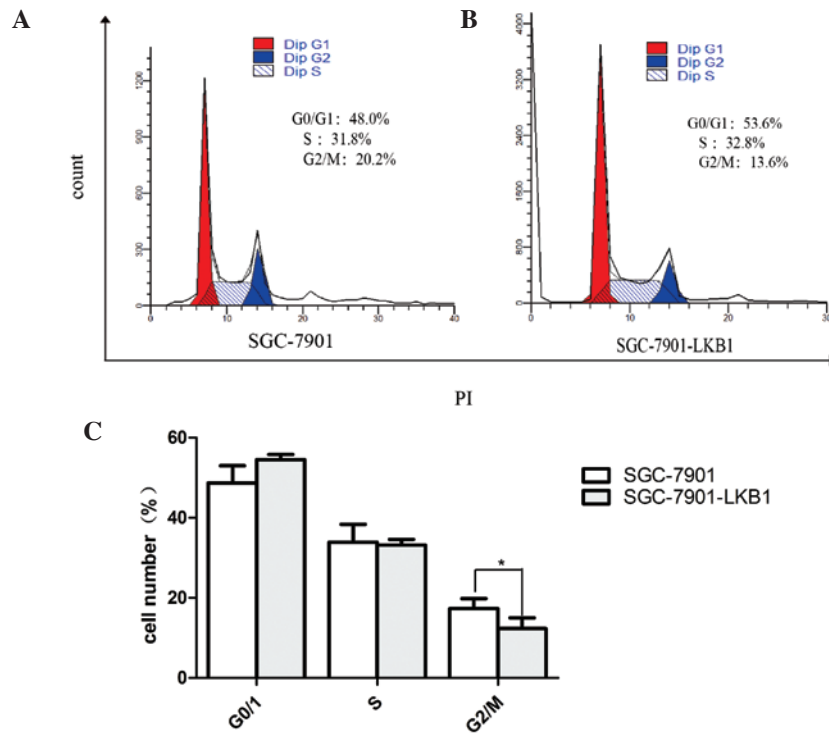 A
B
Dip G1
Dip G2
Dip S
G0/G1: 48.0%
S : 31.8%
G2/M: 20.2%
count
1200
900
600
300
0
0
10
20
30
40
SGC-7901
Dip G1
Dip G2
Dip S
G0/G1: 53.6%
S : 32.8%
G2/M: 13.6%
4000
3200
2400
1600
800
0
0
10
20
30
SGC-7901-LKB1
PI
C
cell number (%)
60
40
20
0
*
G0/1
S
G2/M
SGC-7901
SGC-7901-LKB1